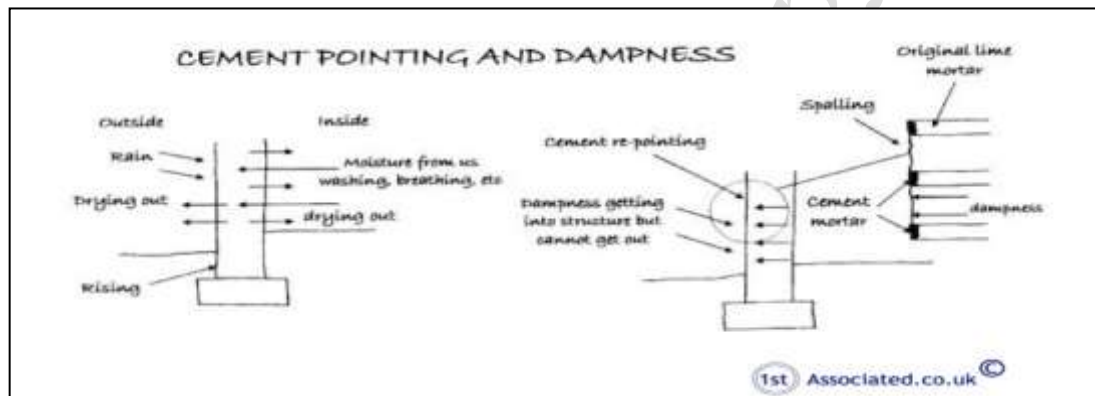 CEMENT POINTING AND DAMPNESS
Outside
Inside
Rain
Moisture from us
washing, breathing, etc
Drying out
drying out
Rising
Original lime
mortar
Spalling
Cement re-pointing
Dampness getting
into structure but
cannot get out
Cement
mortar
dampness
1st Associated.co.uk ©